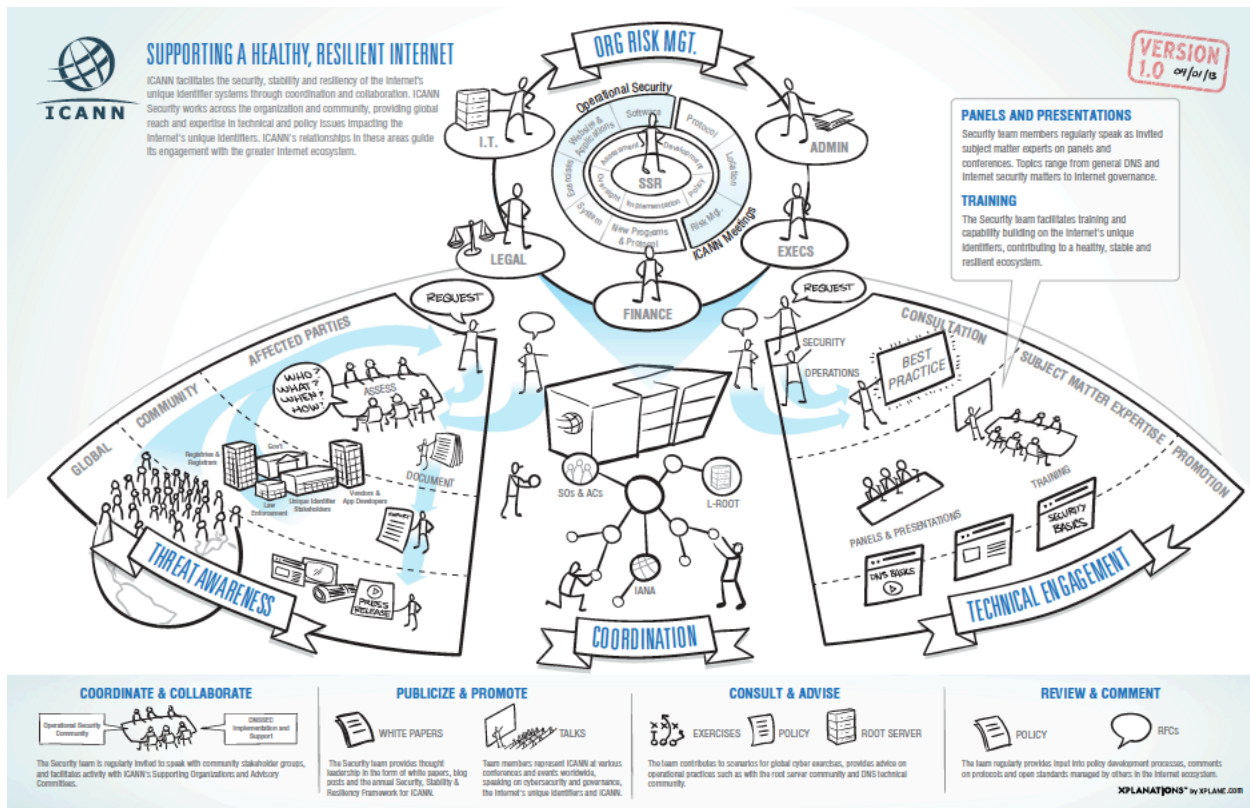 ICANN
SUPPORTING A HEALTHY, RESILIENT INTERNET
ICANN facilitates the security, stability and resiliency of the Internet's
unique identifier systems through coordination and collaboration. ICANN
Security works across the organization and community, providing global
reach and expertise in technical and policy issues impacting the
Internet's unique identifiers. ICANN's relationships in these areas guide
its engagement with the greater Internet ecosystem.
ORG RISK MGT.
VERSION
1.0 04/01/13
Operational Security
Software
Website &
Applications
Exercises
System
New Programs
& Protocol
Risk Mgt.
Location
Protocol
ICANN Meetings
Assessment
Development
Policy
Implementation
Oversight
SSR
I.T.
ADMIN
LEGAL
EXECS
FINANCE
PANELS AND PRESENTATIONS
Security team members regularly speak as invited
subject matter experts on panels and
conferences. Topics range from general DNS and
Internet security matters to Internet governance.
TRAINING
The Security team facilitates training and
capability building on the Internet's unique
identifiers, contributing to a healthy, stable and
resilient ecosystem.
GLOBAL COMMUNITY
AFFECTED PARTIES
REQUEST
WHO?
WHAT?
WHEN?
HOW?
ASSESS
Registries &
Registrars
Gov't
Law
Enforcement
Unique Identifier
Stakeholders
Vendors &
App Developers
DOCUMENT
REPORT
PRESS
RELEASE
THREAT AWARENESS
SOs & ACs
L-ROOT
IANA
COORDINATION
REQUEST
SECURITY
OPERATIONS
CONSULTATION
BEST
PRACTICE
SUBJECT MATTER EXPERTISE
PROMOTION
TRAINING
PANELS & PRESENTATIONS
DNS BASICS
SECURITY
BASICS
TECHNICAL ENGAGEMENT
COORDINATE & COLLABORATE
Operational Security
Community
DNSSEC
Implementation and
Support
The Security team is regularly invited to speak with community stakeholder groups,
and facilitates activity with ICANN's Supporting Organizations and Advisory
Committees.
PUBLICIZE & PROMOTE
WHITE PAPERS
TALKS
The Security team provides thought
leadership in the form of white papers, blog
posts and the annual Security, Stability &
Resiliency Framework for ICANN.
Team members represent ICANN at various
conferences and events worldwide,
speaking on cybersecurity and governance,
the Internet's unique identifiers and ICANN.
CONSULT & ADVISE
EXERCISES
POLICY
ROOT SERVER
The team contributes to scenarios for global cyber exercises, provides advice on
operational practices such as with the root server community and DNS technical
community.
REVIEW & COMMENT
POLICY
RFCs
The team regularly provides input into policy development processes, comments
on protocols and open standards managed by others in the Internet ecosystem.
XPLANATIONS™ by XPLANE.com